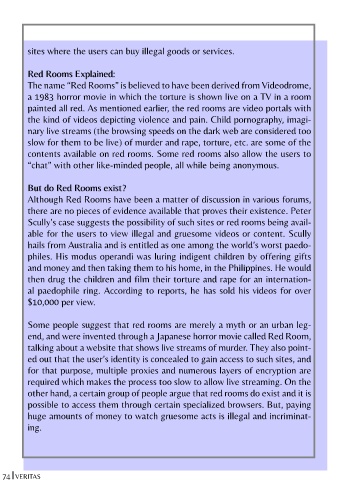 sites where the users can buy illegal goods or services.
Red Rooms Explained:
The name “Red Rooms” is believed to have been derived from Videodrome,
a 1983 horror movie in which the torture is shown live on a TV in a room
painted all red. As mentioned earlier, the red rooms are video portals with
the kind of videos depicting violence and pain. Child pornography, imagi-
nary live streams (the browsing speeds on the dark web are considered too
slow for them to be live) of murder and rape, torture, etc. are some of the
contents available on red rooms. Some red rooms also allow the users to
“chat” with other like-minded people, all while being anonymous.
But do Red Rooms exist?
Although Red Rooms have been a matter of discussion in various forums,
there are no pieces of evidence available that proves their existence. Peter
Scully’s case suggests the possibility of such sites or red rooms being avail-
able for the users to view illegal and gruesome videos or content. Scully
hails from Australia and is entitled as one among the world’s worst paedo-
philes. His modus operandi was luring indigent children by offering gifts
and money and then taking them to his home, in the Philippines. He would
then drug the children and film their torture and rape for an internation-
al paedophile ring. According to reports, he has sold his videos for over
$10,000 per view.
Some people suggest that red rooms are merely a myth or an urban leg-
end, and were invented through a Japanese horror movie called Red Room,
talking about a website that shows live streams of murder. They also point-
ed out that the user’s identity is concealed to gain access to such sites, and
for that purpose, multiple proxies and numerous layers of encryption are
required which makes the process too slow to allow live streaming. On the
other hand, a certain group of people argue that red rooms do exist and it is
possible to access them through certain specialized browsers. But, paying
huge amounts of money to watch gruesome acts is illegal and incriminat-
ing.
74 VERITAS